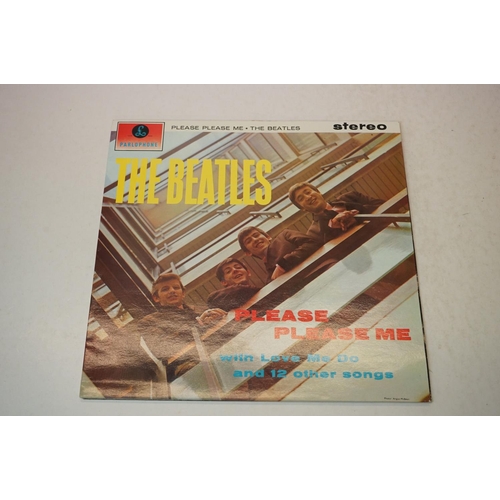 PARLOPHONE
PLEASE PLEASE ME • THE BEATLES
stereo
THE BEATLES
PLEASE
PLEASE ME
with Love Me Do
and 12 other songs